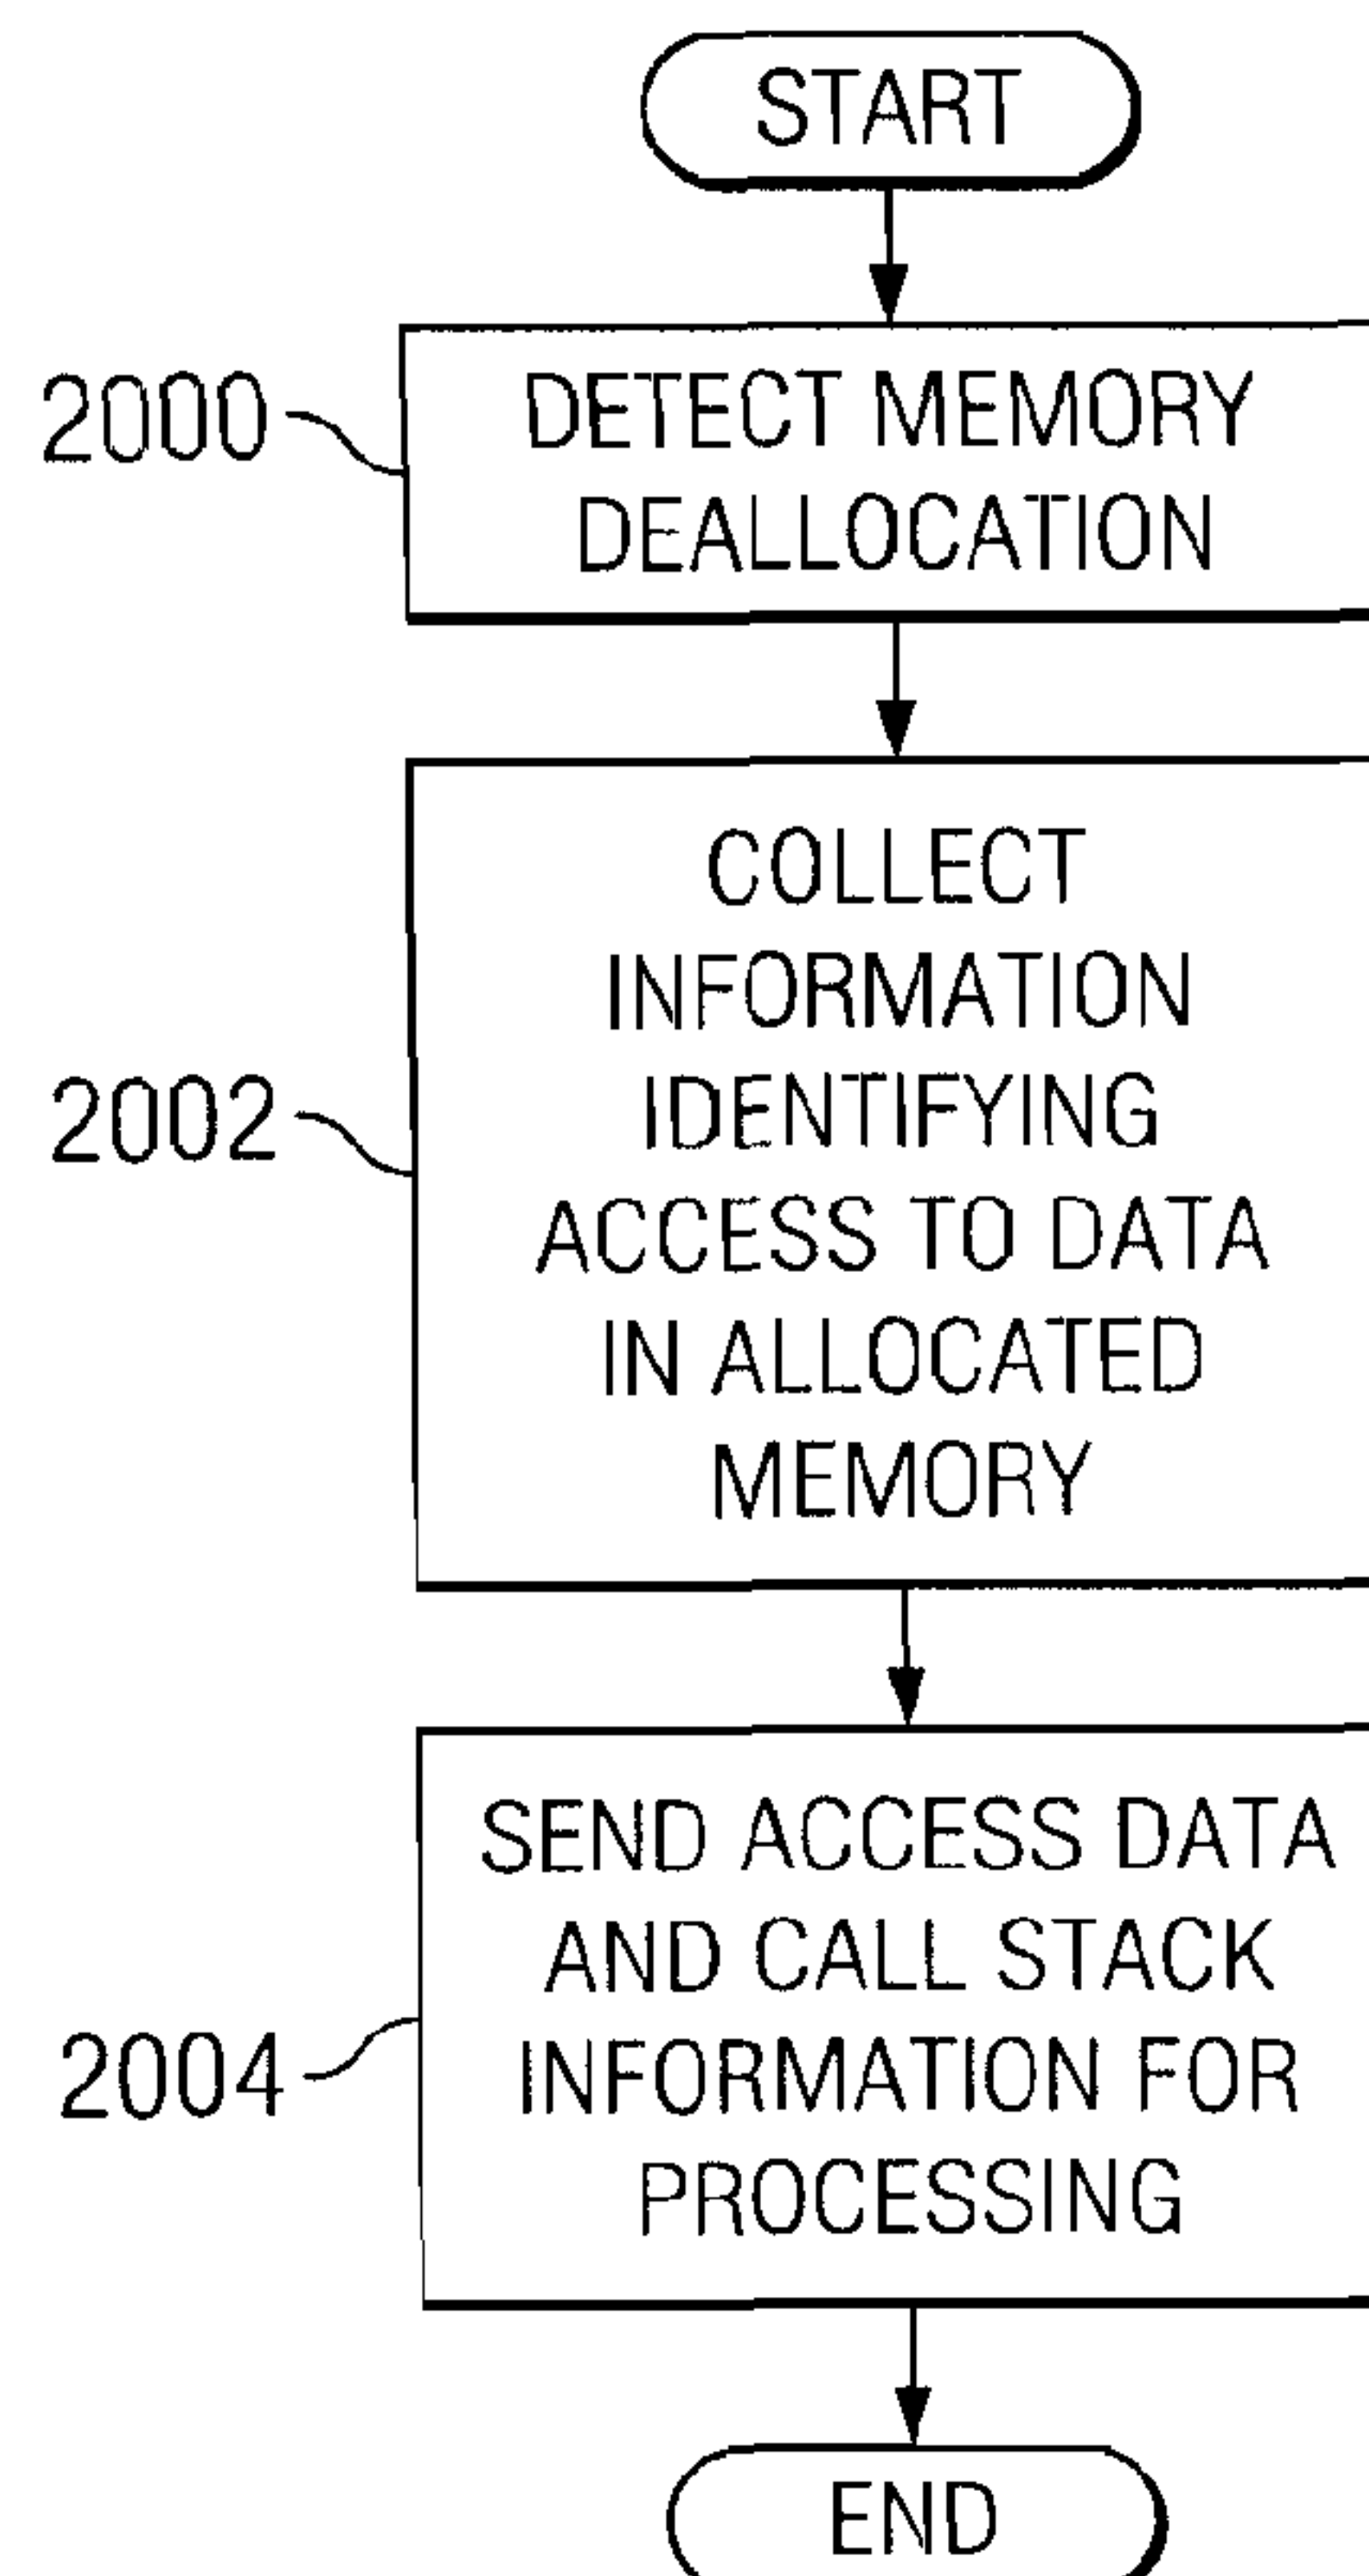 START
2000
DETECT MEMORY
DEALLOCATION
2002
COLLECT
INFORMATION
IDENTIFYING
ACCESS TO DATA
IN ALLOCATED
MEMORY
2004
SEND ACCESS DATA
AND CALL STACK
INFORMATION FOR
PROCESSING
END